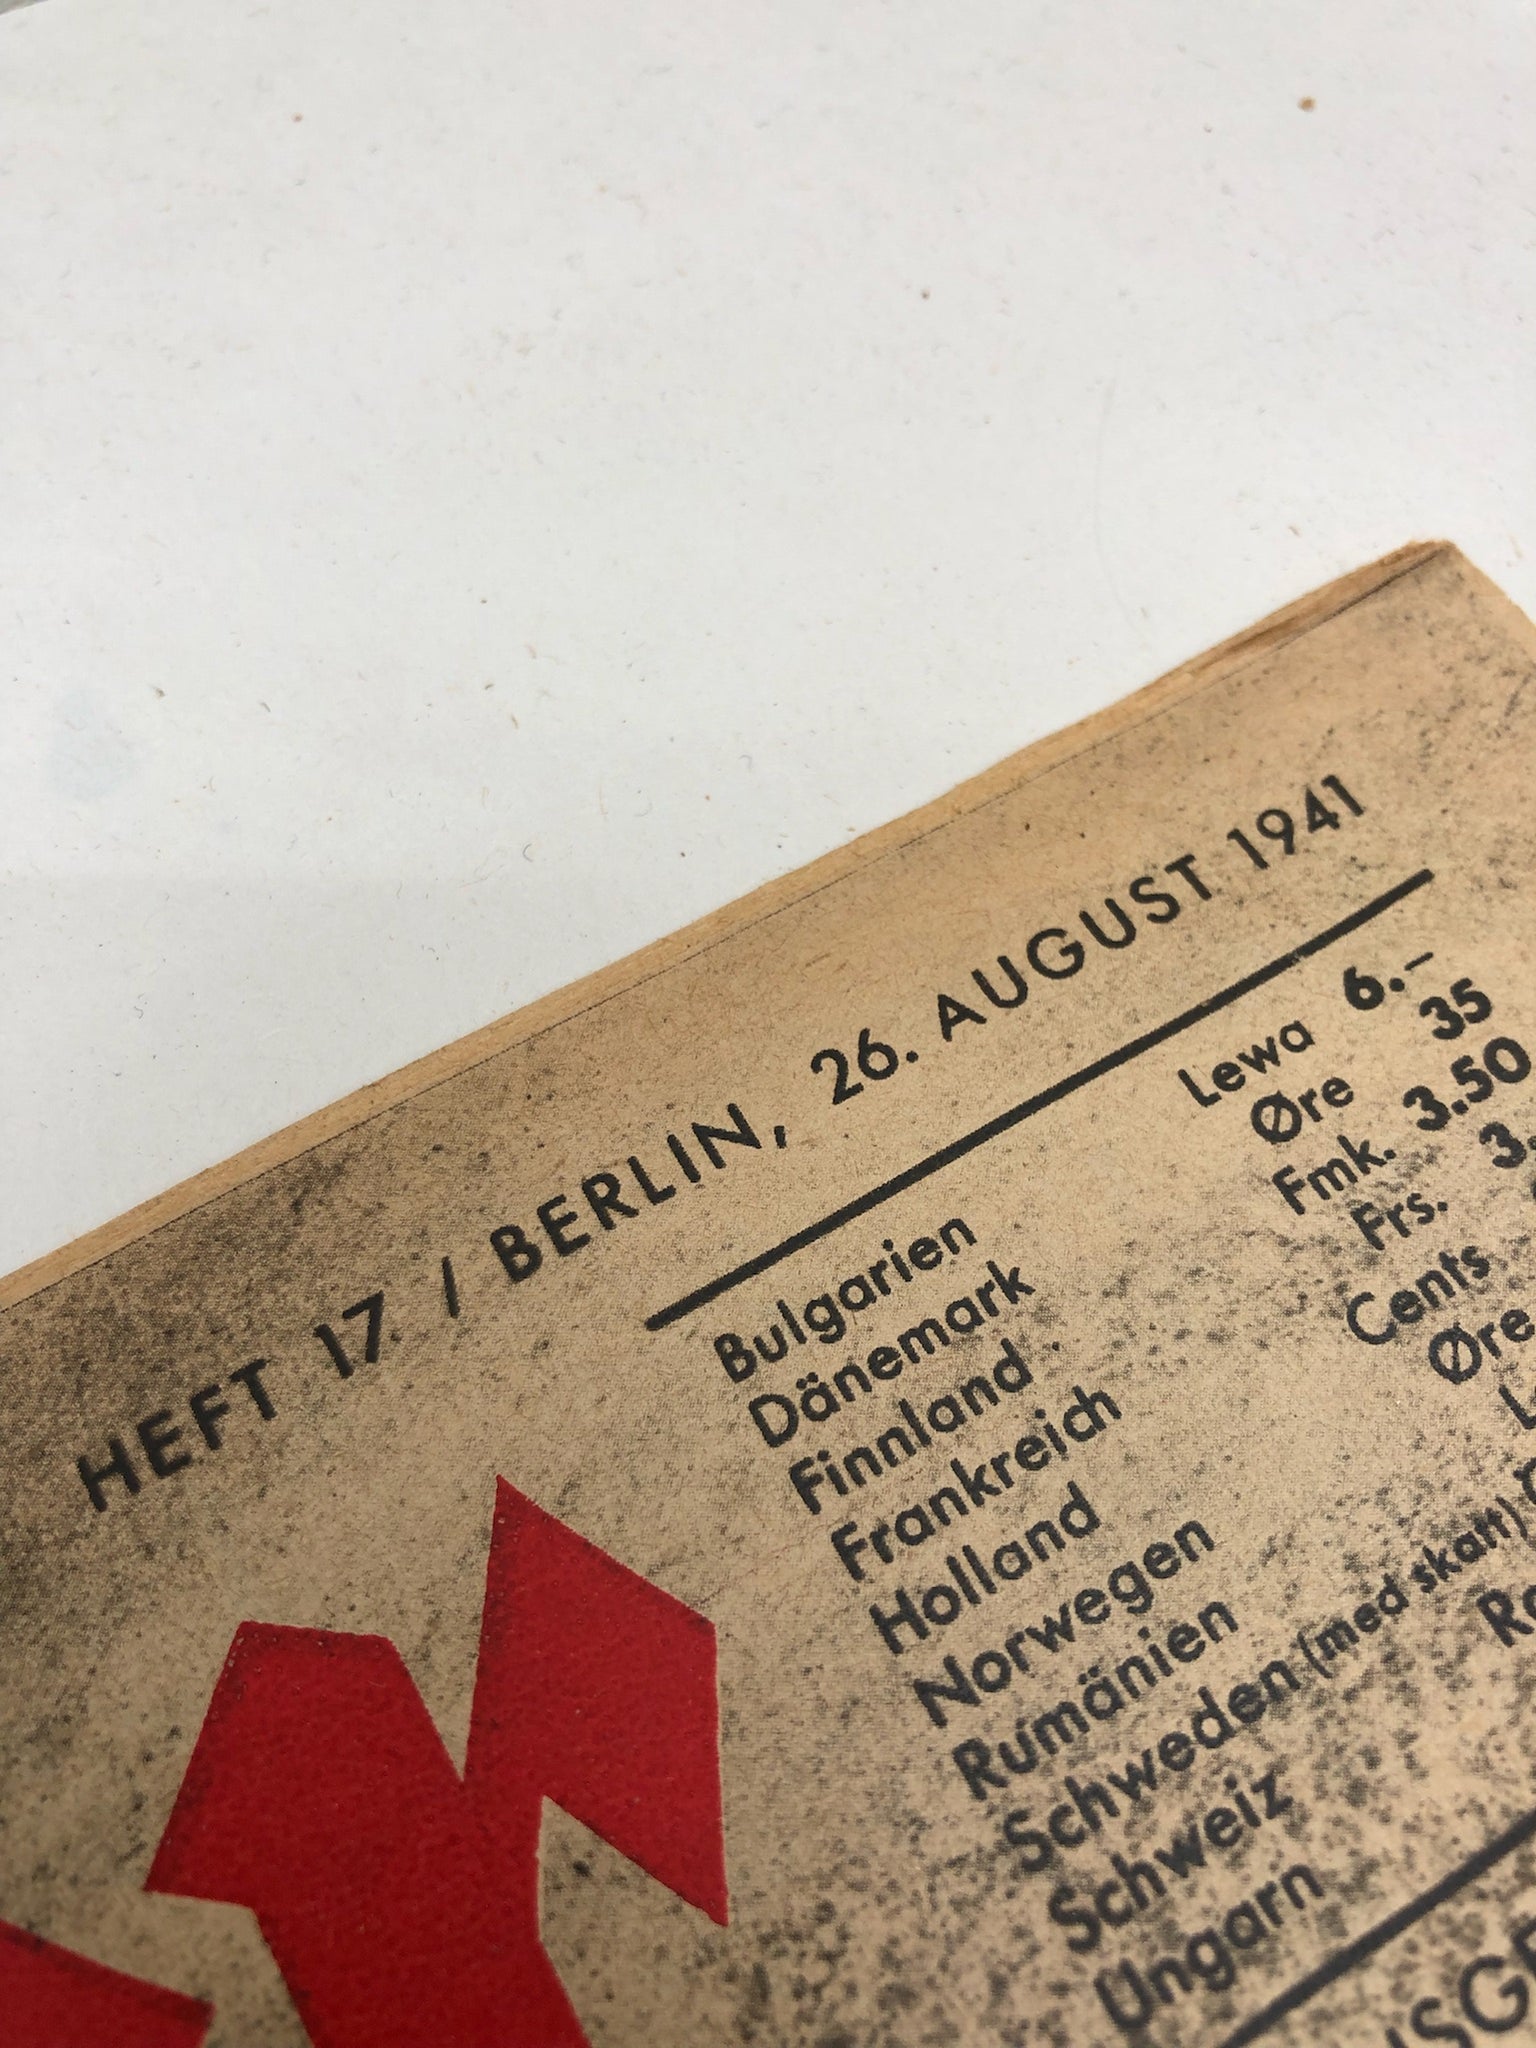 HEFT 17 / BERLIN, 26. AUGUST 1941
Bulgarien Lewa 6.–
Dänemark Øre 35
Finnland Fmk. 3.50
Frankreich Frs. 3.
Holland Cents
Norwegen Øre
Rumänien
Schweden (med skatt)
Schweiz
Ungarn